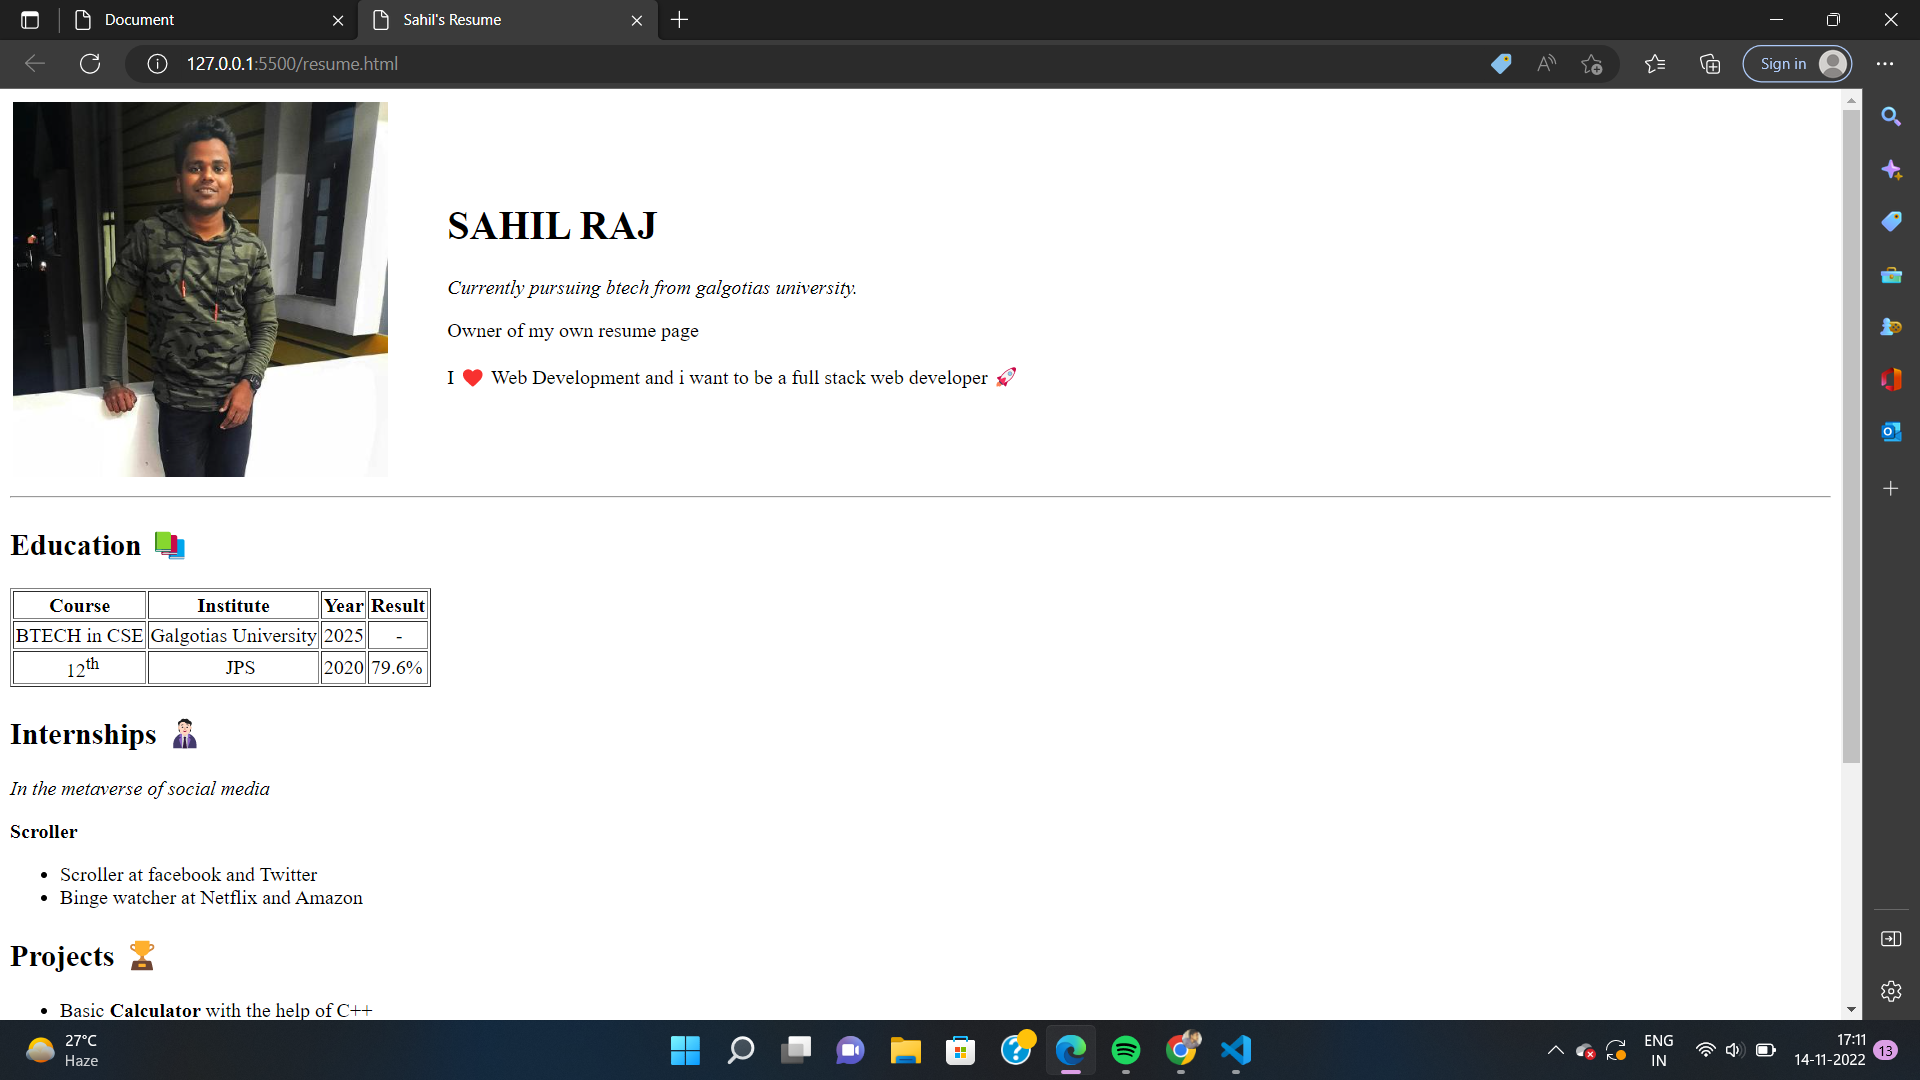 Document
Sahil's Resume
127.0.0.1:5500/resume.html
Sign in
SAHIL RAJ
Currently pursuing btech from galgotias university.
Owner of my own resume page
I ❤️ Web Development and i want to be a full stack web developer 🚀
Education 📚
Course Institute Year Result
BTECH in CSE Galgotias University 2025 -
12th JPS 2020 79.6%
Internships
In the metaverse of social media
Scroller
• Scroller at facebook and Twitter
• Binge watcher at Netflix and Amazon
Projects 🏆
• Basic Calculator with the help of C++
27°C
Haze
ENG
IN
17:11
14-11-2022
13